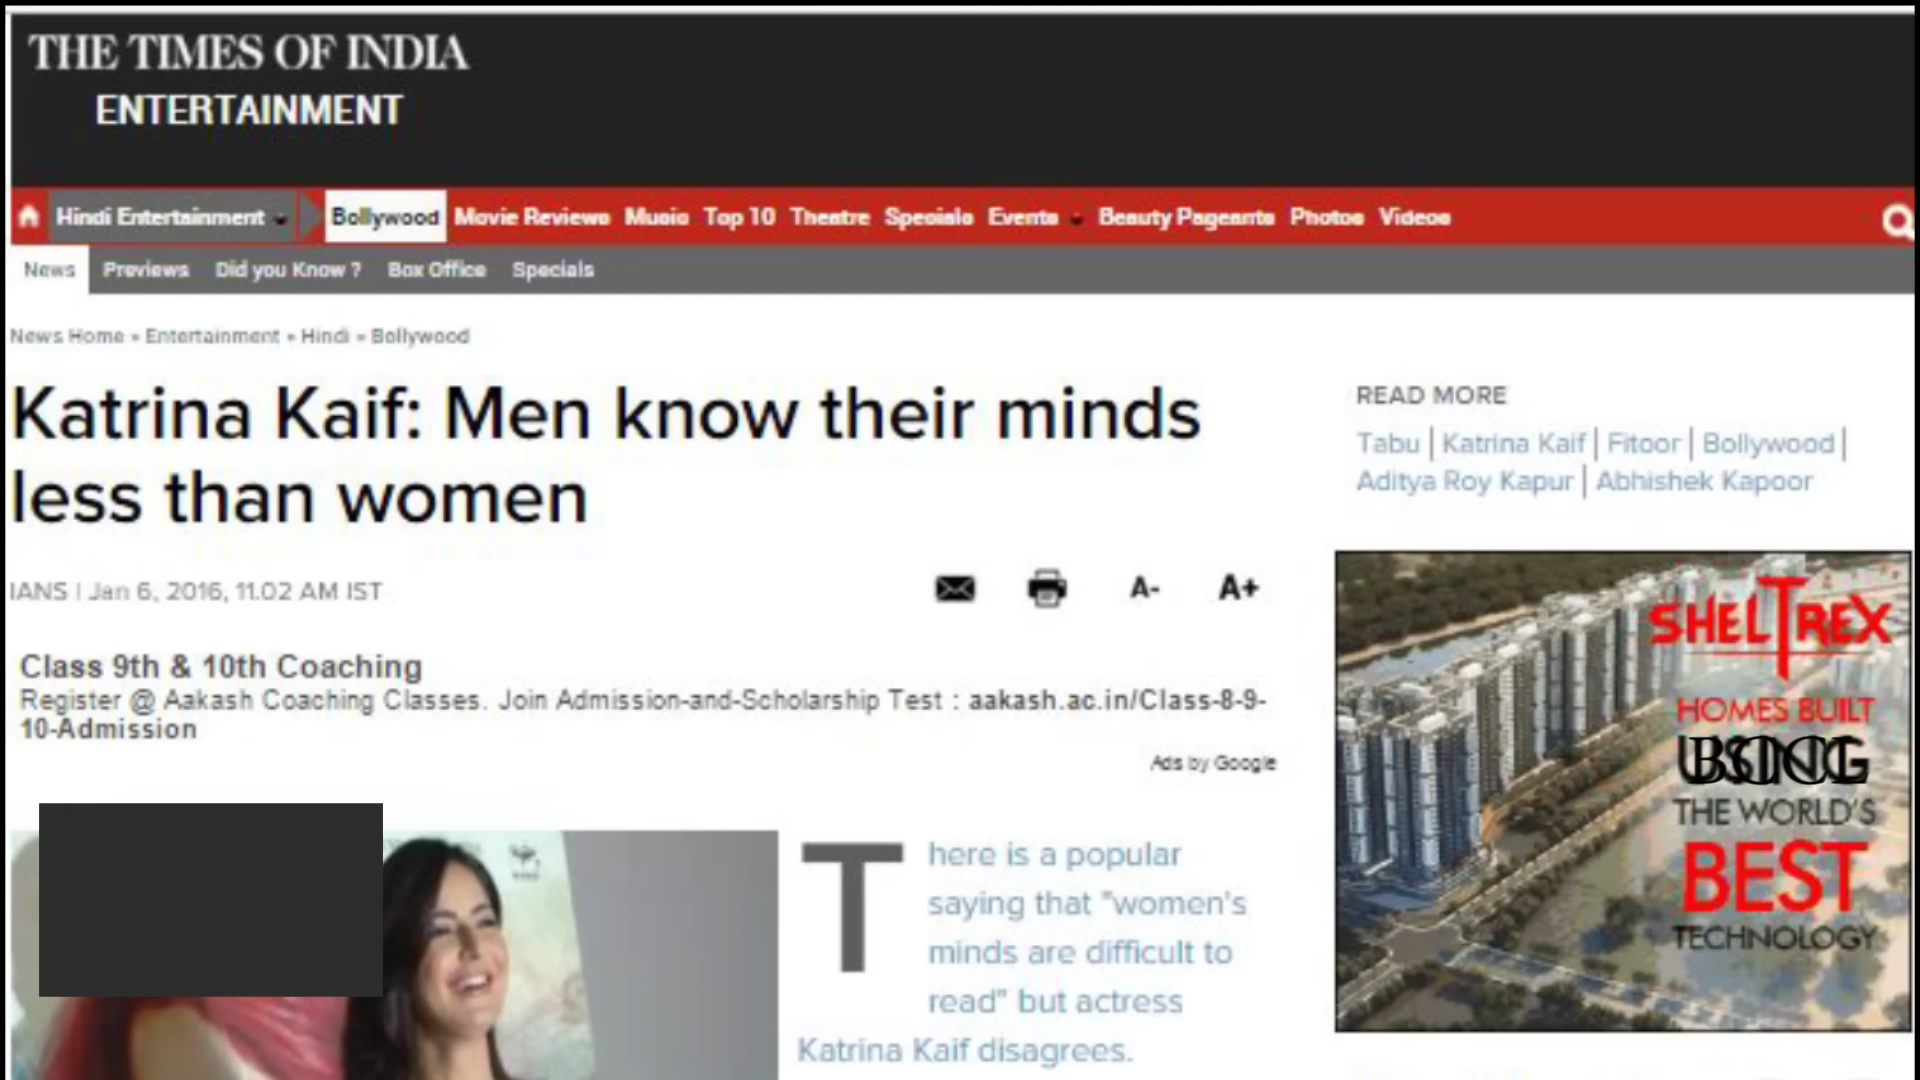 THE TIMES OF INDIA
ENTERTAINMENT
Hindi Entertainment Bollywood Movie Reviews Music Top 10 Theatre Specials Events Beauty Pageants Photos Videos
News Previews Did you Know ? Box Office Specials
News Home » Entertainment » Hindi » Bollywood
Katrina Kaif: Men know their minds
less than women
IANS | Jan 6, 2016, 11.02 AM IST
A- A+
Class 9th & 10th Coaching
Register @ Aakash Coaching Classes. Join Admission-and-Scholarship Test : aakash.ac.in/Class-8-9-
10-Admission
Ads by Google
There is a popular
saying that "women's
minds are difficult to
read" but actress
Katrina Kaif disagrees.
READ MORE
Tabu | Katrina Kaif | Fitoor | Bollywood |
Aditya Roy Kapur | Abhishek Kapoor
SHELTREX
HOMES BUILT
THE WORLD'S
BEST
TECHNOLOGY